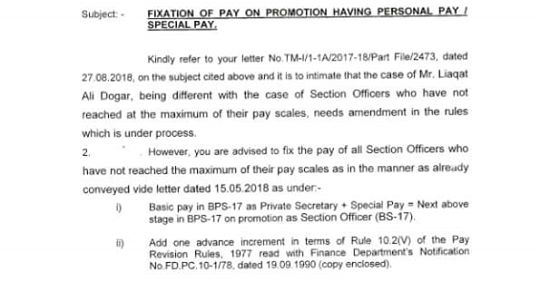 Subject: - FIXATION OF PAY ON PROMOTION HAVING PERSONAL PAY /
SPECIAL PAY.
Kindly refer to your letter No.TM-I/1-1A/2017-18/Part File/2473, dated
27.08.2018, on the subject cited above and it is to intimate that the case of Mr. Liaqat
Ali Dogar, being different with the case of Section Officers who have not
reached at the maximum of their pay scales, needs amendment in the rules
which is under process.
2. However, you are advised to fix the pay of all Section Officers who
have not reached the maximum of their pay scales as in the manner as already
conveyed vide letter dated 15.05.2018 as under:-
i) Basic pay in BPS-17 as Private Secretary + Special Pay = Next above
stage in BPS-17 on promotion as Section Officer (BS-17).
ii) Add one advance increment in terms of Rule 10.2(V) of the Pay
Revision Rules, 1977 read with Finance Department's Notification
No.FD.PC.10-1/78, dated 19.09.1990 (copy enclosed).